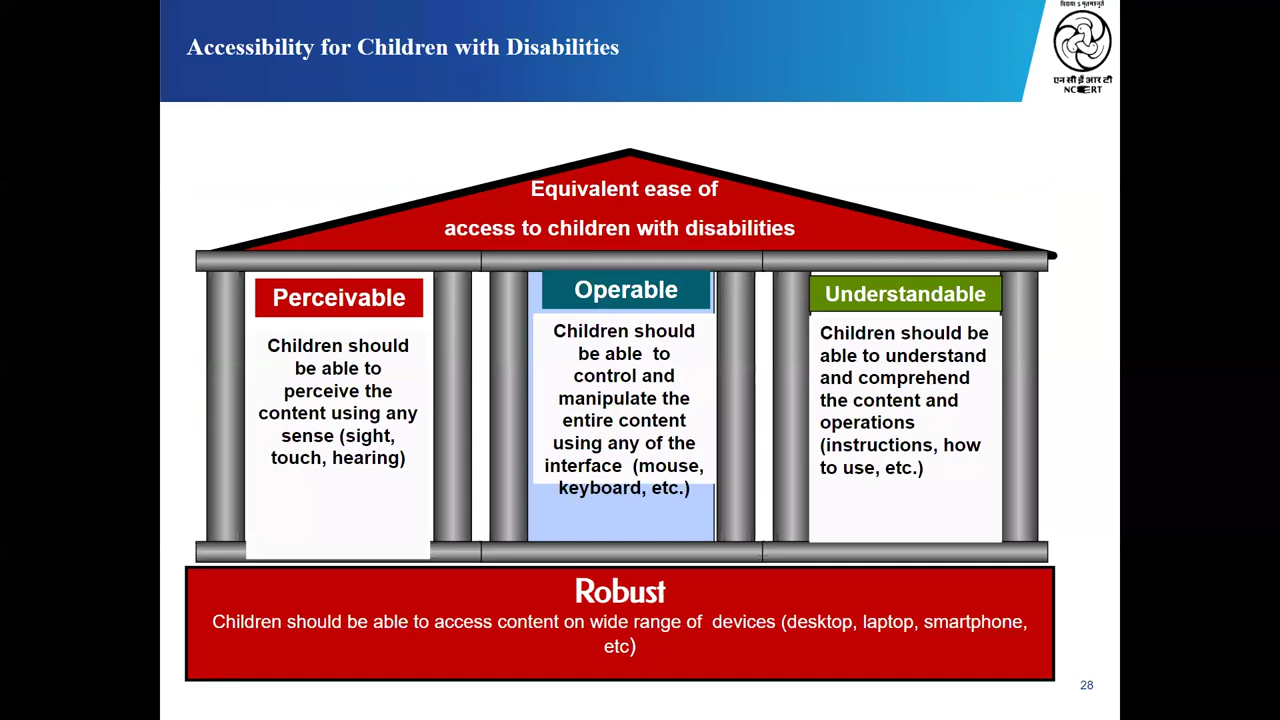 Accessibility for Children with Disabilities
एन सी ई आर टी
NCERT
Equivalent ease of
access to children with disabilities
Perceivable
Children should
be able to
perceive the
content using any
sense (sight,
touch, hearing)
Operable
Children should
be able to
control and
manipulate the
entire content
using any of the
interface (mouse,
keyboard, etc.)
Understandable
Children should be
able to understand
and comprehend
the content and
operations
(instructions, how
to use, etc.)
Robust
Children should be able to access content on wide range of devices (desktop, laptop, smartphone,
etc)
28